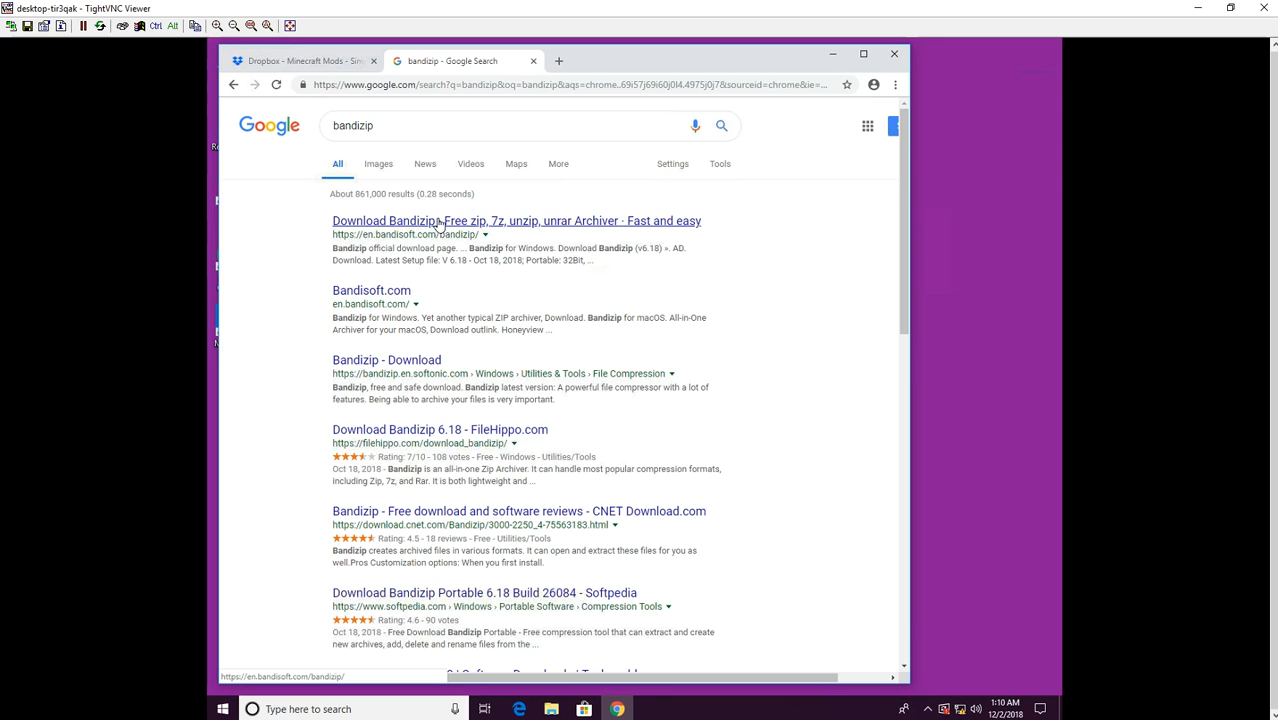 desktop-tir3qak - TightVNC Viewer
Ctrl Alt
Dropbox - Minecraft Mods - Sim
bandizip - Google Search
https://www.google.com/search?q=bandizip&oq=bandizip&aqs=chrome..69i57j69i60j0l4.4975j0j7&sourceid=chrome&ie=...
Google
bandizip
All Images News Videos Maps More Settings Tools
About 861,000 results (0.28 seconds)
Download Bandizip Free zip, 7z, unzip, unrar Archiver · Fast and easy
https://en.bandisoft.com/bandizip/
Bandizip official download page. ... Bandizip for Windows. Download Bandizip (v6.18) ». AD.
Download. Latest Setup file: V 6.18 - Oct 18, 2018; Portable: 32Bit, ...
Bandisoft.com
en.bandisoft.com/
Bandizip for Windows. Yet another typical ZIP archiver, Download. Bandizip for macOS. All-in-One
Archiver for your macOS, Download outlink. Honeyview ...
Bandizip - Download
https://bandizip.en.softonic.com › Windows › Utilities & Tools › File Compression
Bandizip, free and safe download. Bandizip latest version: A powerful file compressor with a lot of
features. Being able to archive your files is very important.
Download Bandizip 6.18 - FileHippo.com
https://filehippo.com/download_bandizip/
Rating: 7/10 - 108 votes - Free - Windows - Utilities/Tools
Oct 18, 2018 - Bandizip is an all-in-one Zip Archiver. It can handle most popular compression formats,
including Zip, 7z, and Rar. It is both lightweight and ...
Bandizip - Free download and software reviews - CNET Download.com
https://download.cnet.com/Bandizip/3000-2250_4-75563183.html
Rating: 4.5 - 18 reviews - Free - Utilities/Tools
Bandizip creates archived files in various formats. It can open and extract these files for you as
well.Pros Customization options: When you first install.
Download Bandizip Portable 6.18 Build 26084 - Softpedia
https://www.softpedia.com › Windows › Portable Software › Compression Tools
Rating: 4.6 - 90 votes
Oct 18, 2018 - Free Download Bandizip Portable - Free compression tool that can extract and create
new archives, add, delete and rename files from the ...
https://en.bandisoft.com/bandizip/
Type here to search
1:10 AM
12/2/2018